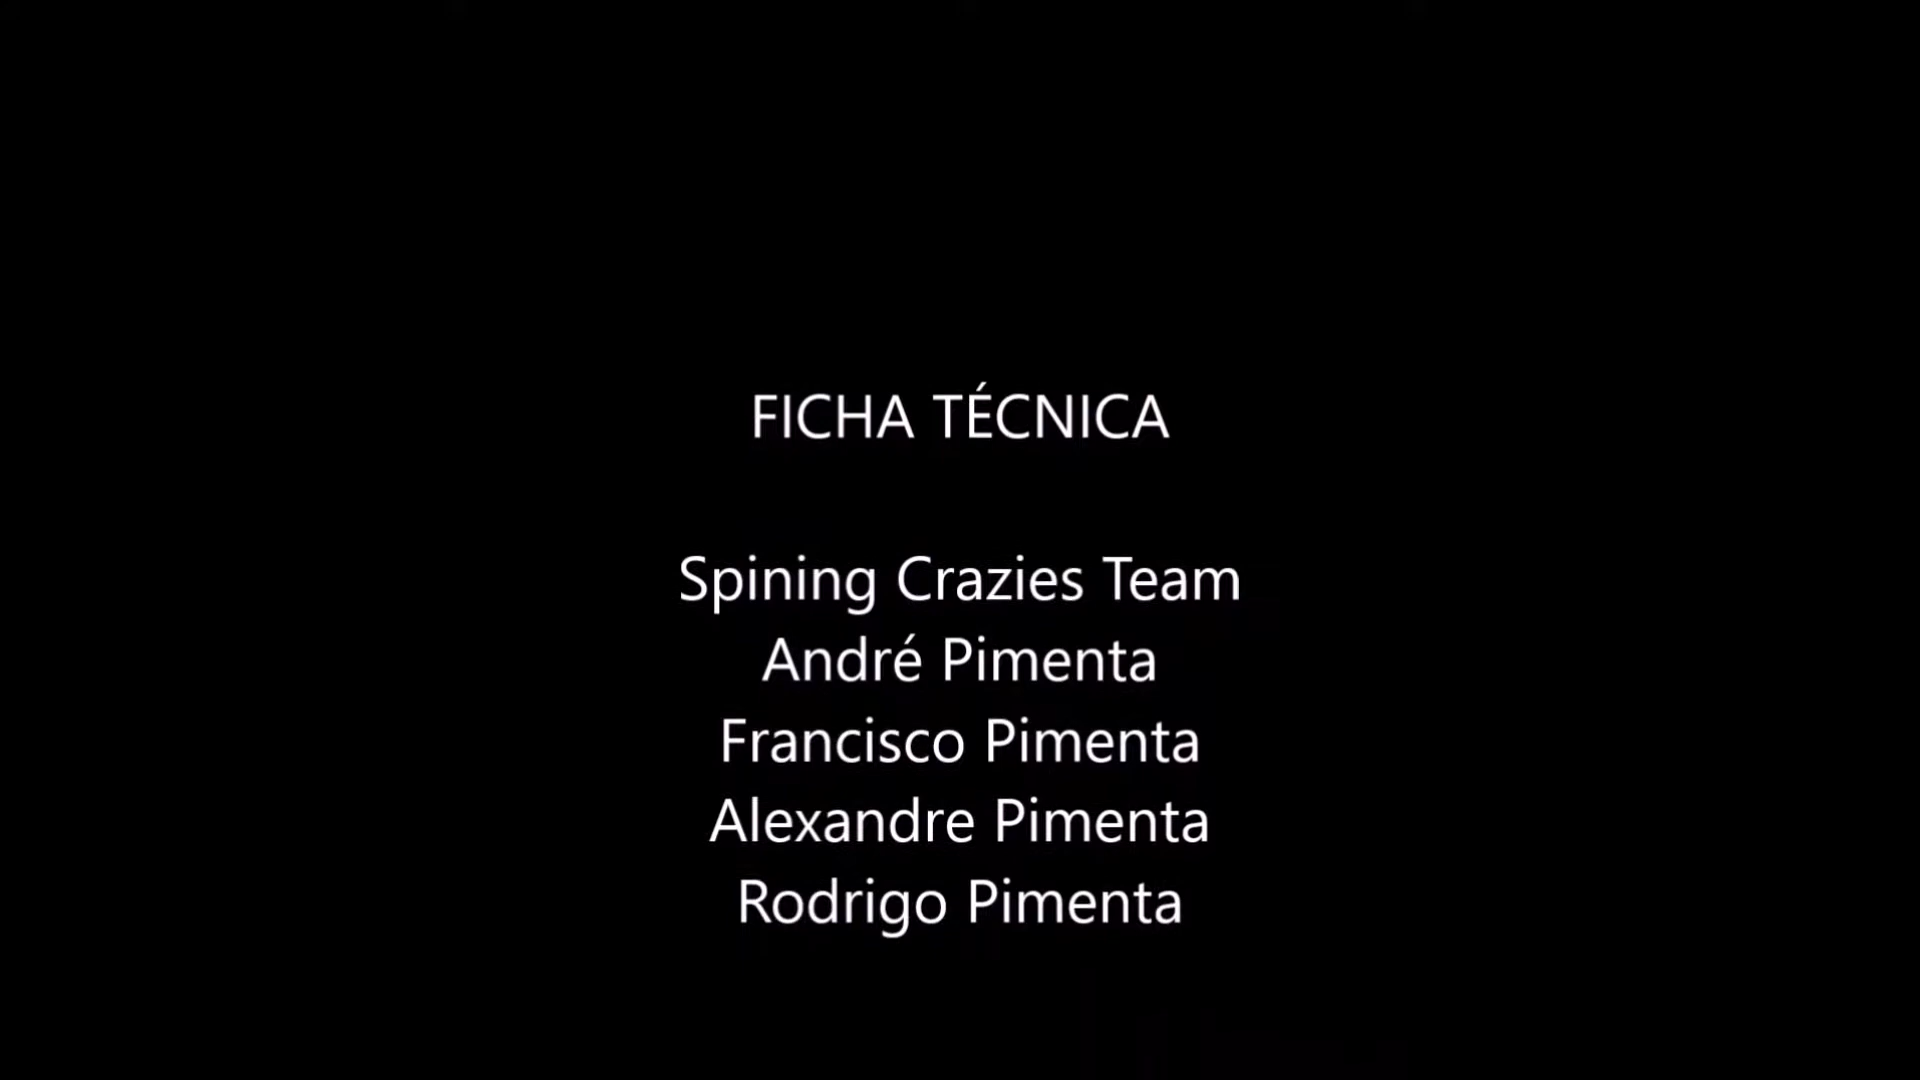 FICHA TÉCNICA
Spining Crazies Team
André Pimenta
Francisco Pimenta
Alexandre Pimenta
Rodrigo Pimenta